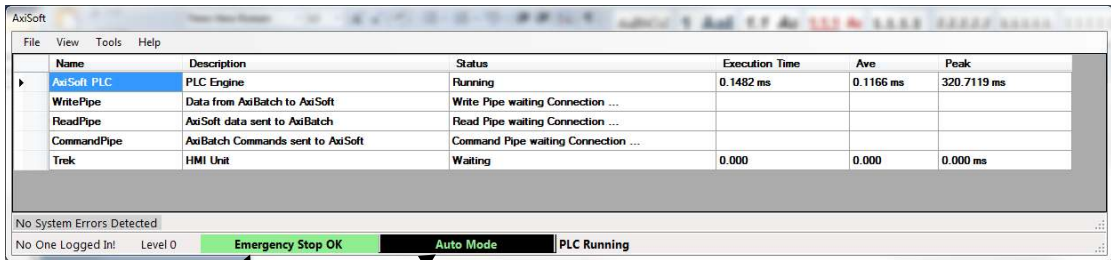 AxiSoft
File View Tools Help
Name Description Status Execution Time Ave Peak
AxiSoft PLC PLC Engine Running 0.1482 ms 0.1166 ms 320.7119 ms
WritePipe Data from AxiBatch to AxiSoft Write Pipe waiting Connection ...
ReadPipe AxiSoft data sent to AxiBatch Read Pipe waiting Connection ...
CommandPipe AxiBatch Commands sent to AxiSoft Command Pipe waiting Connection ...
Trek HMI Unit Waiting 0.000 0.000 0.000 ms
No System Errors Detected
No One Logged In! Level 0 Emergency Stop OK Auto Mode PLC Running